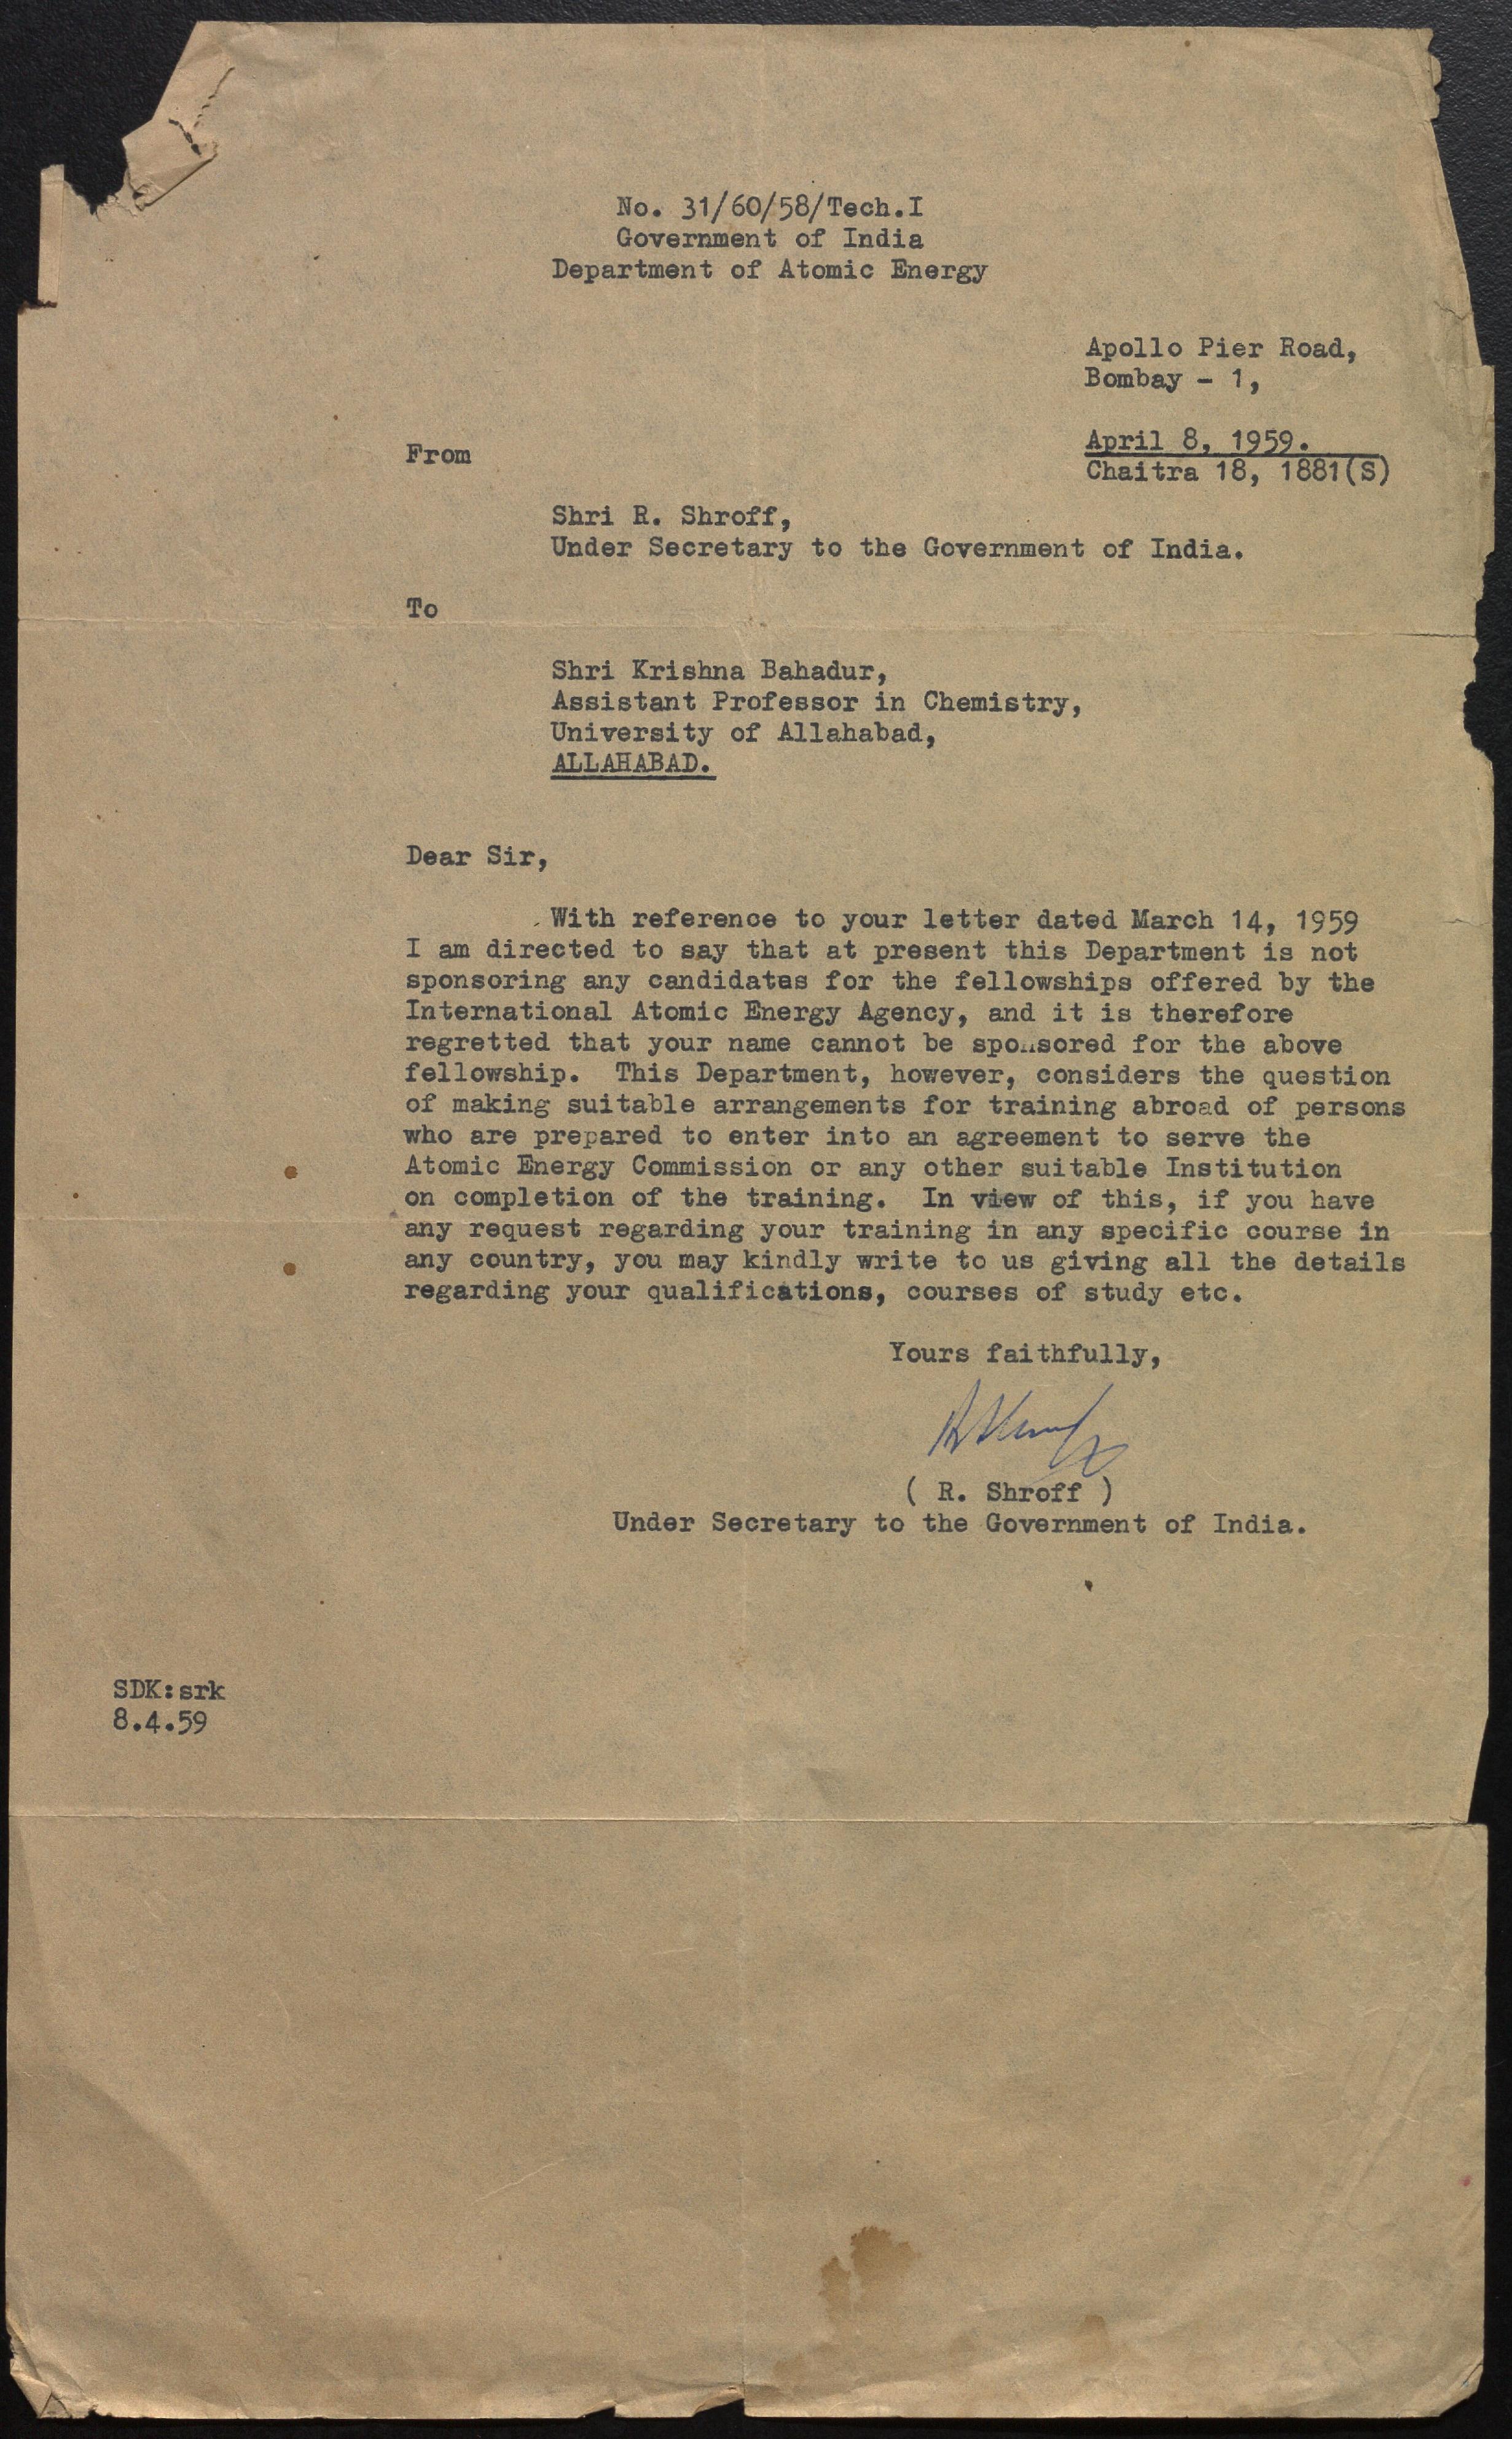 No. 31/60/58/Tech.I
Government of India
Department of Atomic Energy
Apollo Pier Road,
Bombay - 1,
April 8, 1959.
Chaitra 18, 1881(S)
From
Shri R. Shroff,
Under Secretary to the Government of India.
To
Shri Krishna Bahadur,
Assistant Professor in Chemistry,
University of Allahabad,
ALLAHABAD.
Dear Sir,
With reference to your letter dated March 14, 1959
I am directed to say that at present this Department is not
sponsoring any candidates for the fellowships offered by the
International Atomic Energy Agency, and it is therefore
regretted that your name cannot be sponsored for the above
fellowship. This Department, however, considers the question
of making suitable arrangements for training abroad of persons
who are prepared to enter into an agreement to serve the
Atomic Energy Commission or any other suitable Institution
on completion of the training. In view of this, if you have
any request regarding your training in any specific course in
any country, you may kindly write to us giving all the details
regarding your qualifications, courses of study etc.
Yours faithfully,
R Shroff
( R. Shroff )
Under Secretary to the Government of India.
SDK:srk
8.4.59